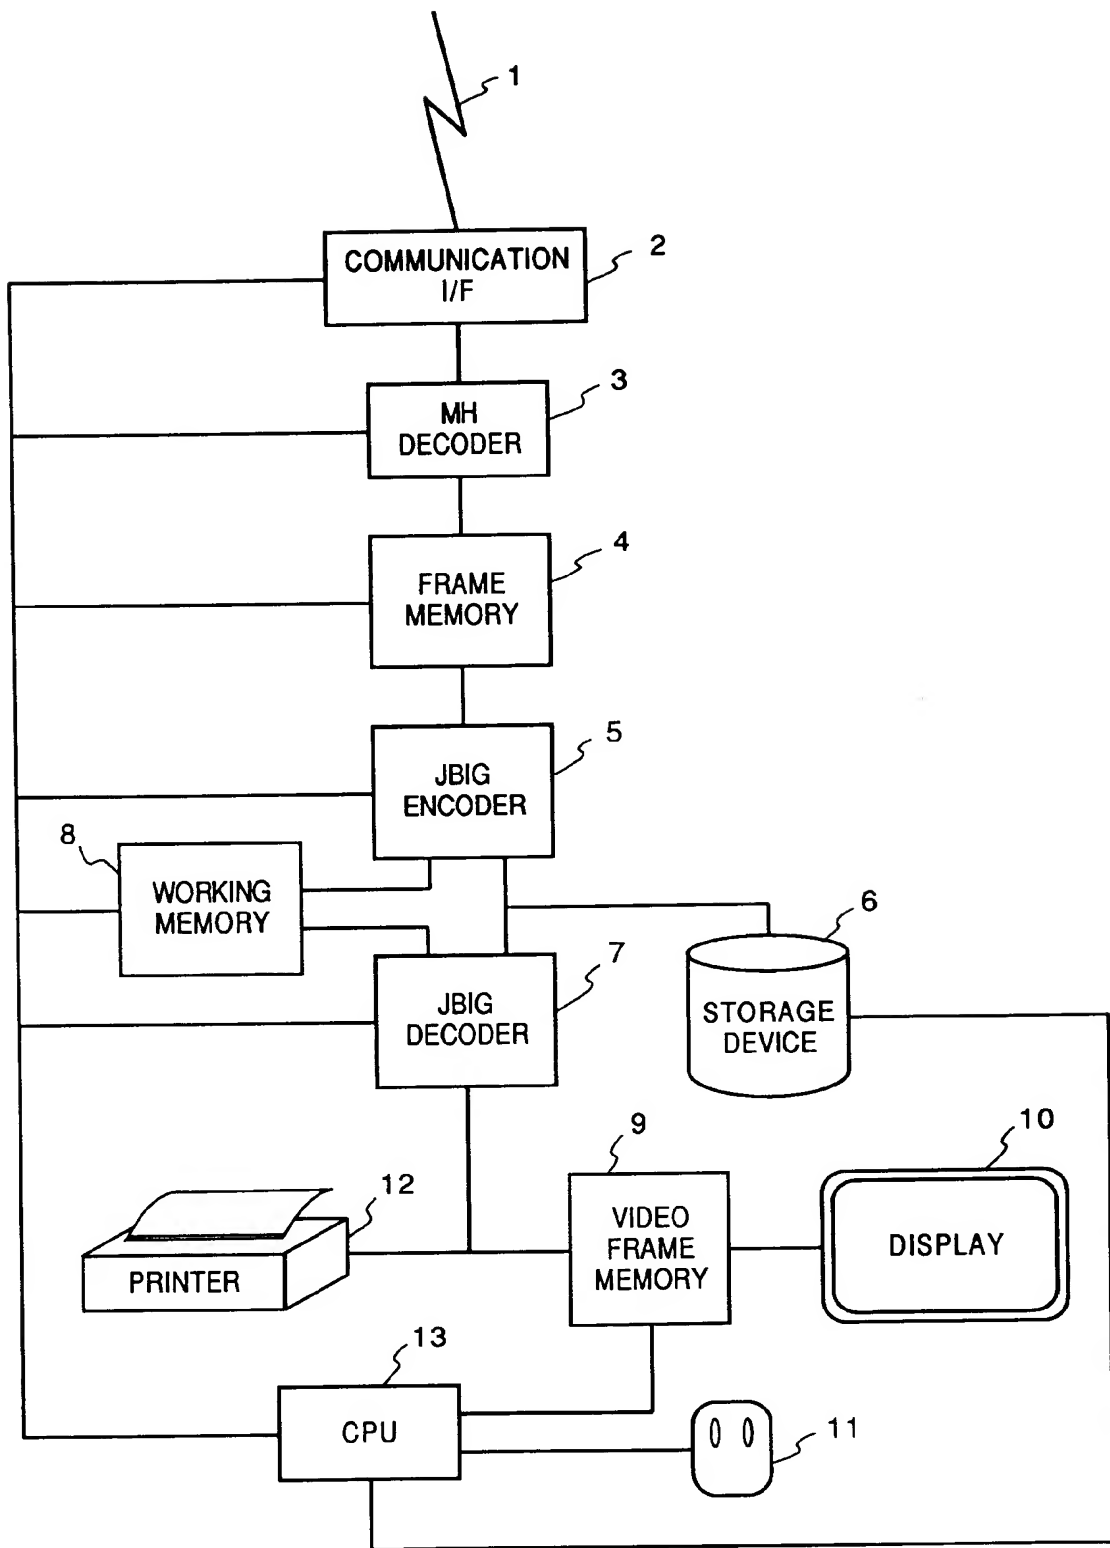 1
COMMUNICATION
I/F
2
MH
DECODER
3
FRAME
MEMORY
4
JBIG
ENCODER
5
8
WORKING
MEMORY
6
STORAGE
DEVICE
JBIG
DECODER
7
9
VIDEO
FRAME
MEMORY
10
DISPLAY
12
PRINTER
13
CPU
11